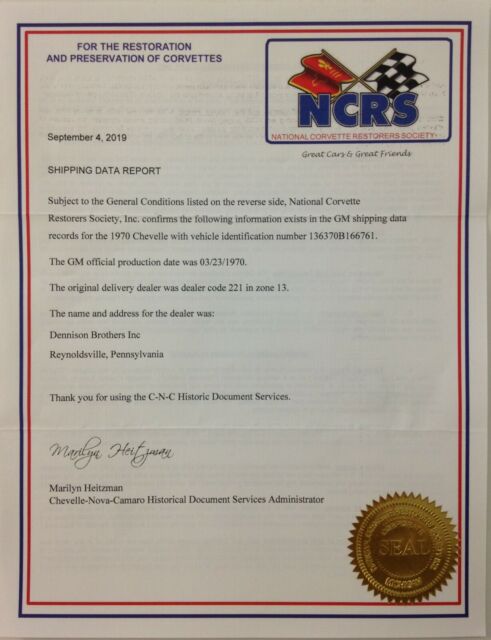 FOR THE RESTORATION
AND PRESERVATION OF CORVETTES
NCRS
NATIONAL CORVETTE RESTORERS SOCIETY
Great Cars & Great Friends
September 4, 2019
SHIPPING DATA REPORT
Subject to the General Conditions listed on the reverse side, National Corvette
Restorers Society, Inc. confirms the following information exists in the GM shipping data
records for the 1970 Chevelle with vehicle identification number 136370B166761.
The GM official production date was 03/23/1970.
The original delivery dealer was dealer code 221 in zone 13.
The name and address for the dealer was:
Dennison Brothers Inc
Reynoldsville, Pennsylvania
Thank you for using the C-N-C Historic Document Services.
Marilyn Heitzman
Marilyn Heitzman
Chevelle-Nova-Camaro Historical Document Services Administrator
SEAL